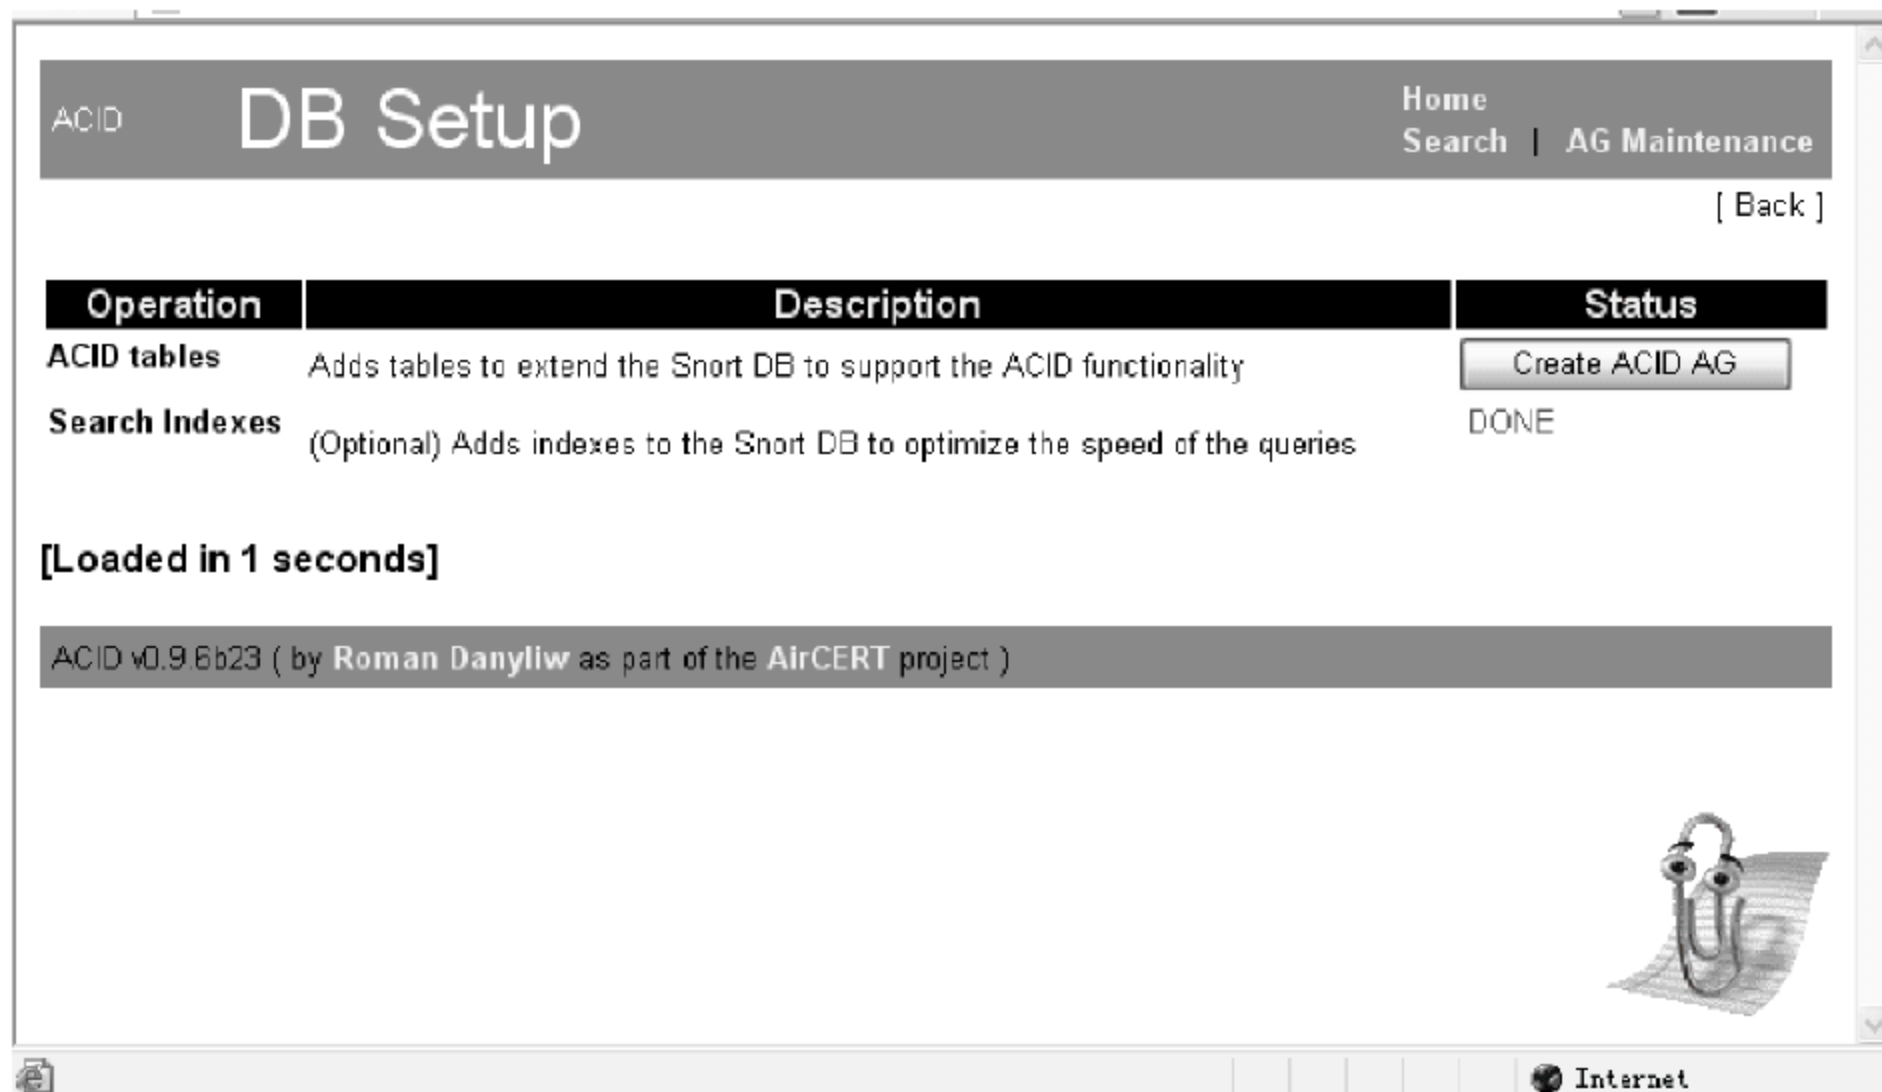 ACID DB Setup
Home
Search | AG Maintenance
[ Back ]
Operation Description Status
ACID tables Adds tables to extend the Snort DB to support the ACID functionality Create ACID AG
Search Indexes (Optional) Adds indexes to the Snort DB to optimize the speed of the queries DONE
[Loaded in 1 seconds]
ACID v0.9.6b23 ( by Roman Danyliw as part of the AirCERT project )
Internet